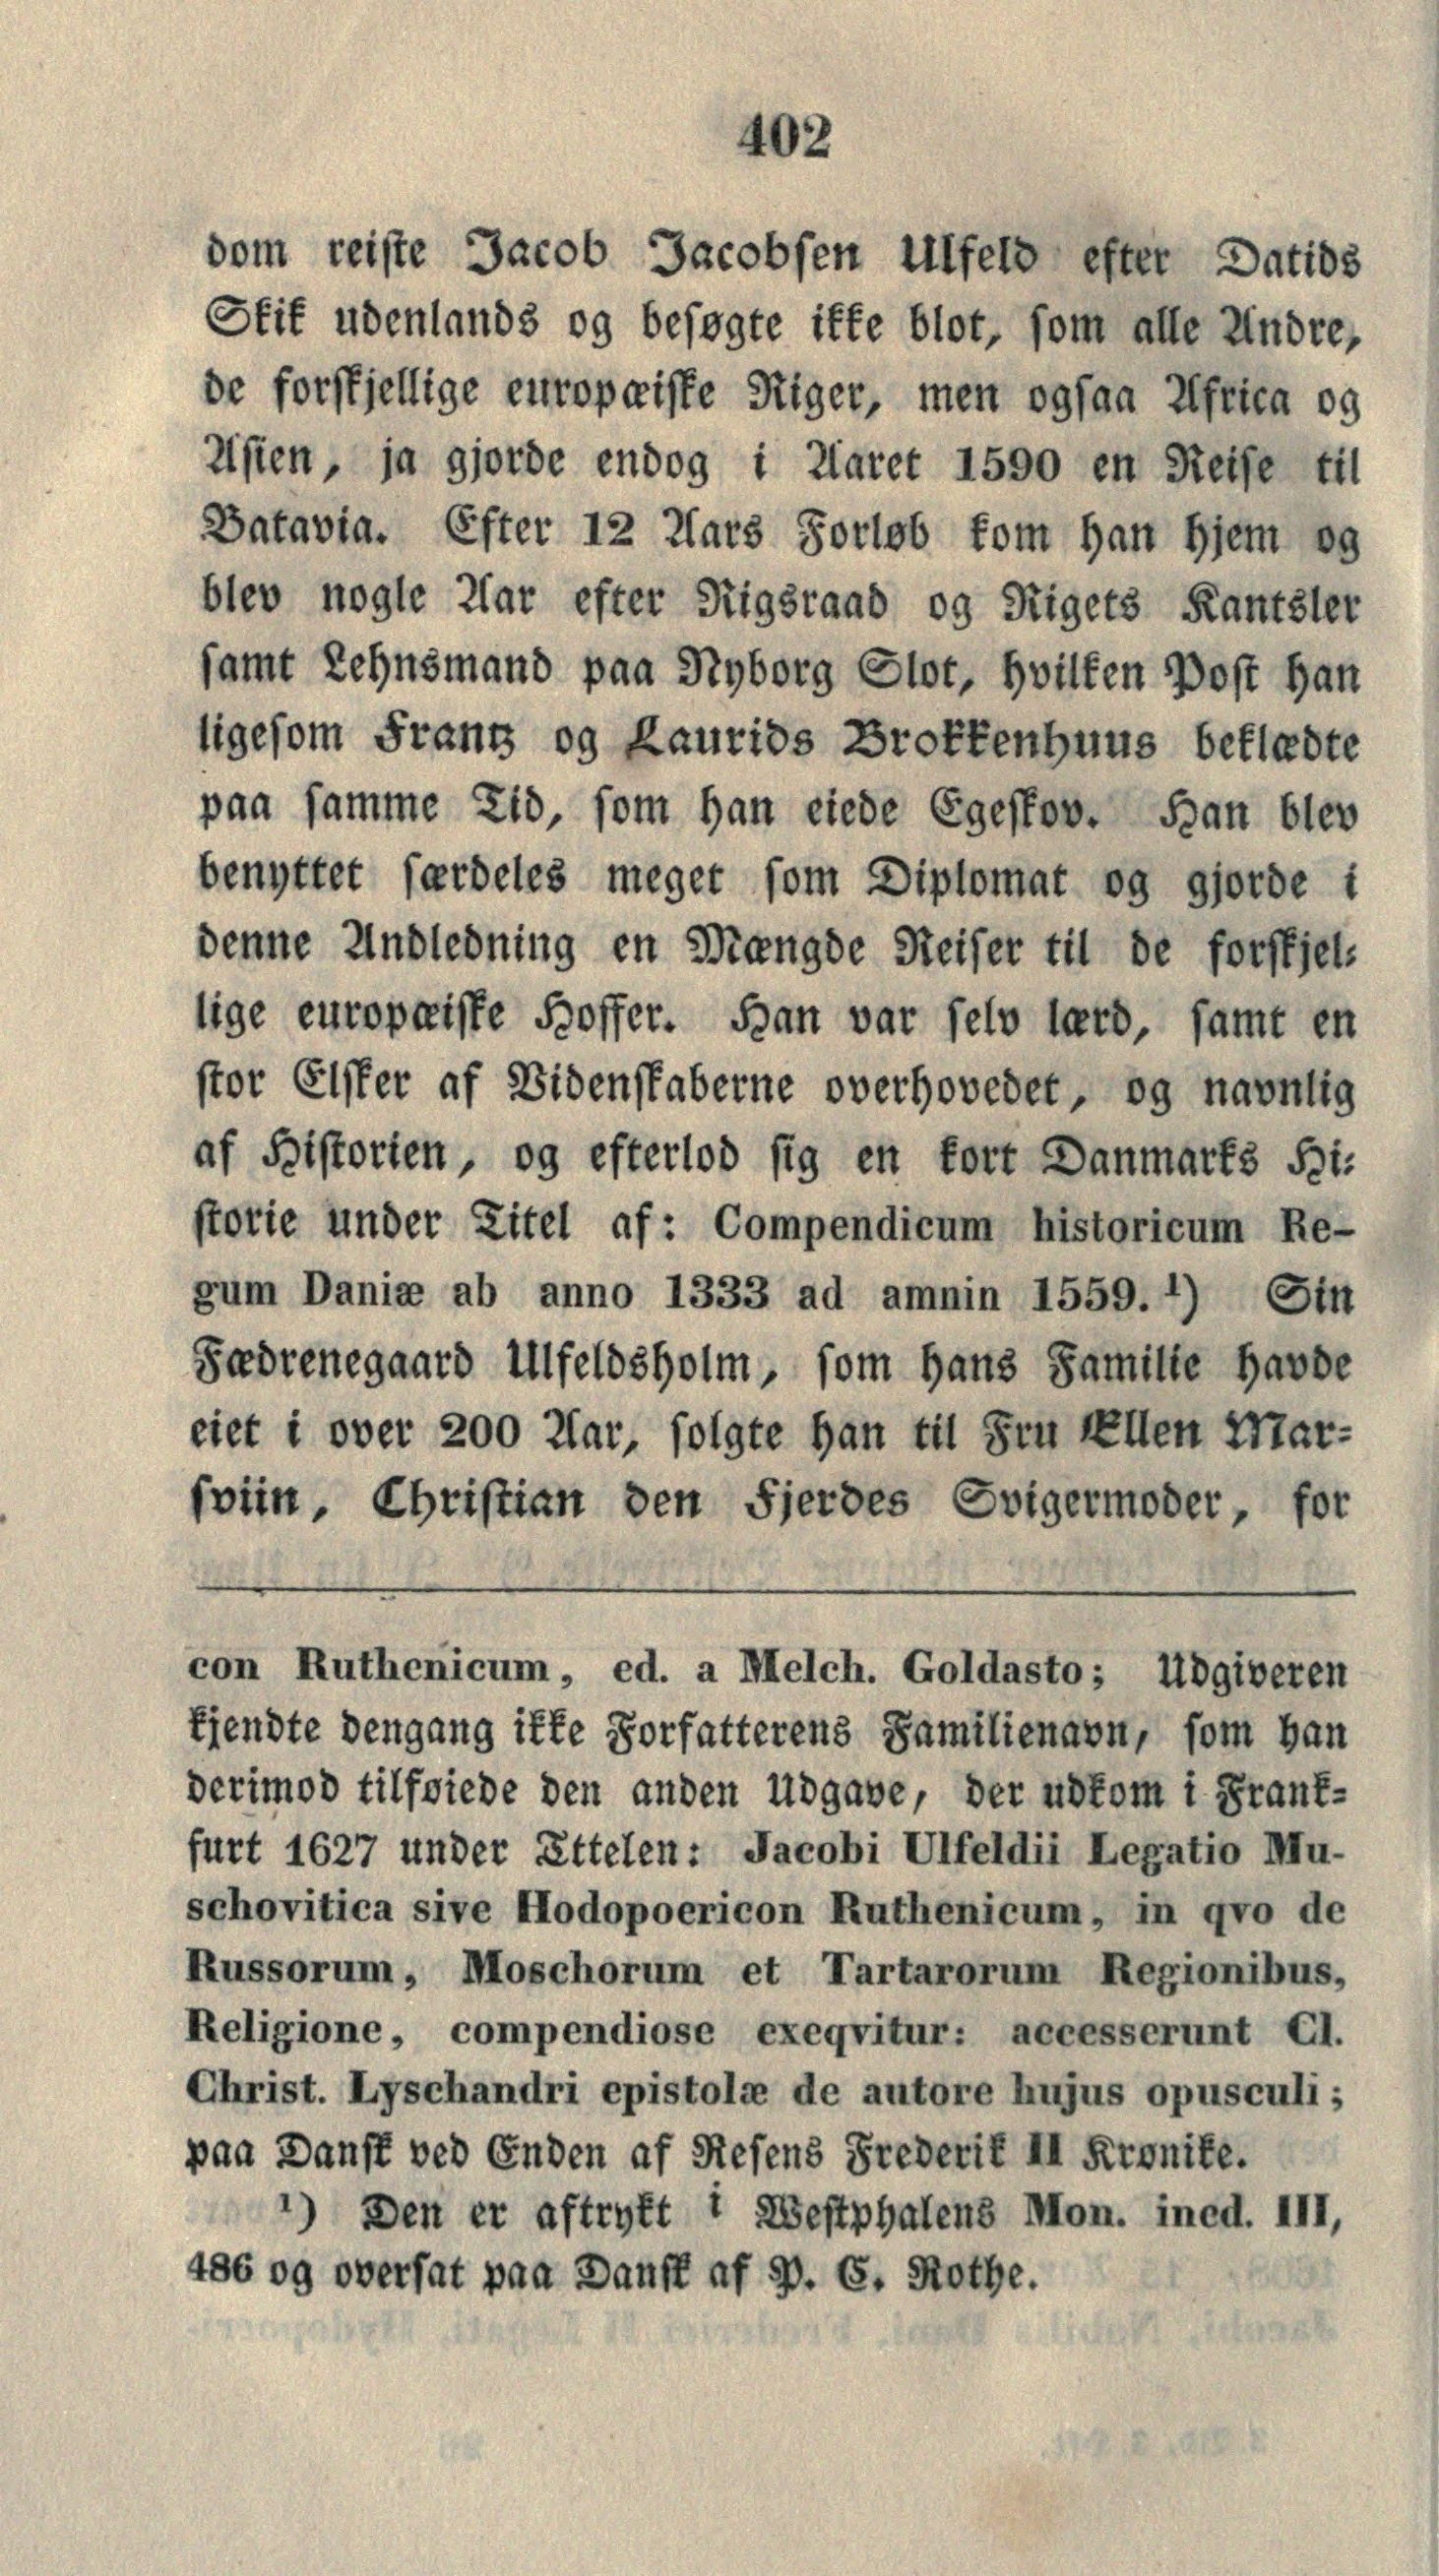 402
dom reiste Jacob Jacobsen Ulfeld efter Datids
Skik udenlands og besøgte ikke blot, som alle Andre,
de forskjellige europæiske Riger, men ogsaa Africa og
Asien, ja gjorde endog i Aaret 1590 en Reise til
Batavia. Efter 12 Aars Forløb kom han hjem og
blev nogle Aar efter Rigsraad og Rigets Kantsler
samt Lehnsmand paa Nyborg Slot, hvilken Post han
ligesom Frantz og Laurids Brokkenhuus beklædte
paa samme Tid, som han eiede Egeskov. Han blev
benyttet særdeles meget som Diplomat og gjorde i
denne Andledning en Mængde Reiser til de forskjel-
lige europæiske Hoffer. Han var selv lærd, samt en
stor Elsker af Videnskaberne overhovedet, og navnlig
af Historien, og efterlod sig en kort Danmarks Hi-
storie under Titel af: Compendicum historicum Re-
gum Daniæ ab anno 1333 ad amnin 1559. ¹) Sin
Fædrenegaard Ulfeldsholm, som hans Familie havde
eiet i over 200 Aar, solgte han til Fru Ellen Mar-
sviin, Christian den Fjerdes Svigermoder, for
con Ruthenicum, ed. a Melch. Goldasto; Udgiveren
kjendte dengang ikke Forfatterens Familienavn, som han
derimod tilføiede den anden Udgave, der udkom i Frank-
furt 1627 under Ettelen: Jacobi Ulfeldii Legatio Mu-
schovitica sive Hodopoericon Ruthenicum, in qvo de
Russorum, Moschorum et Tartarorum Regionibus,
Religione, compendiose exeqvitur: accesserunt Cl.
Christ. Lyschandri epistolæ de autore hujus opusculi;
paa Dansk ved Enden af Resens Frederik II Krønike.
¹) Den er aftrykt i Westphalens Mon. ined. III,
486 og oversat paa Dansk af P. C. Rothe.